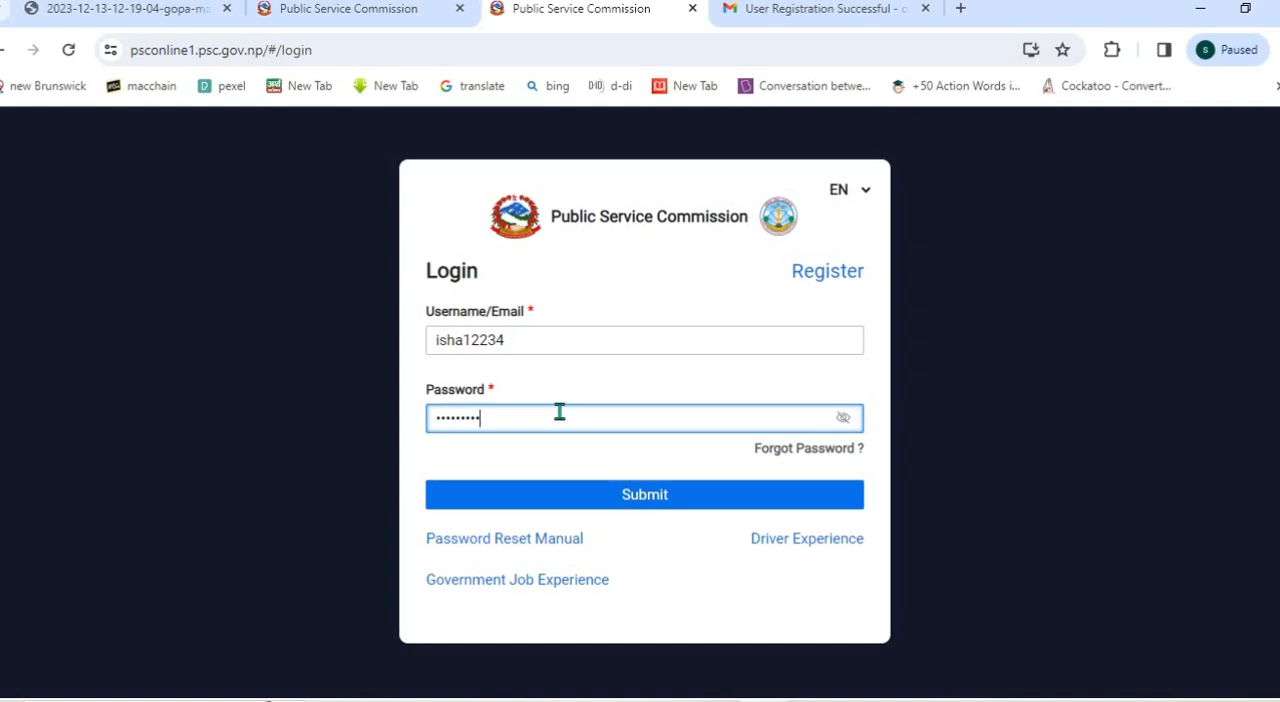 2023-12-13-12-19-04-gopa-ma
Public Service Commission
Public Service Commission
User Registration Successful -
psconline1.psc.gov.np/#/login
S
Paused
new Brunswick
macchain
pexel
New Tab
New Tab
translate
bing
d-di
New Tab
Conversation betwe...
+50 Action Words i...
Cockatoo - Convert...
EN
Public Service Commission
Login
Register
Username/Email *
isha12234
Password *
•••••••••
Forgot Password ?
Submit
Password Reset Manual
Driver Experience
Government Job Experience